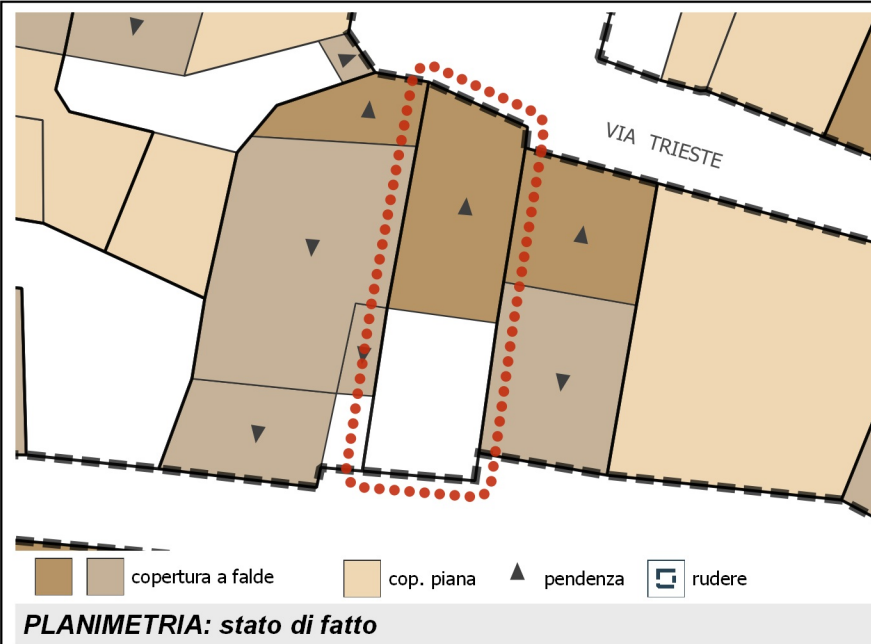 VIA TRIESTE
copertura a falde
cop. piana
pendenza
rudere
PLANIMETRIA: stato di fatto